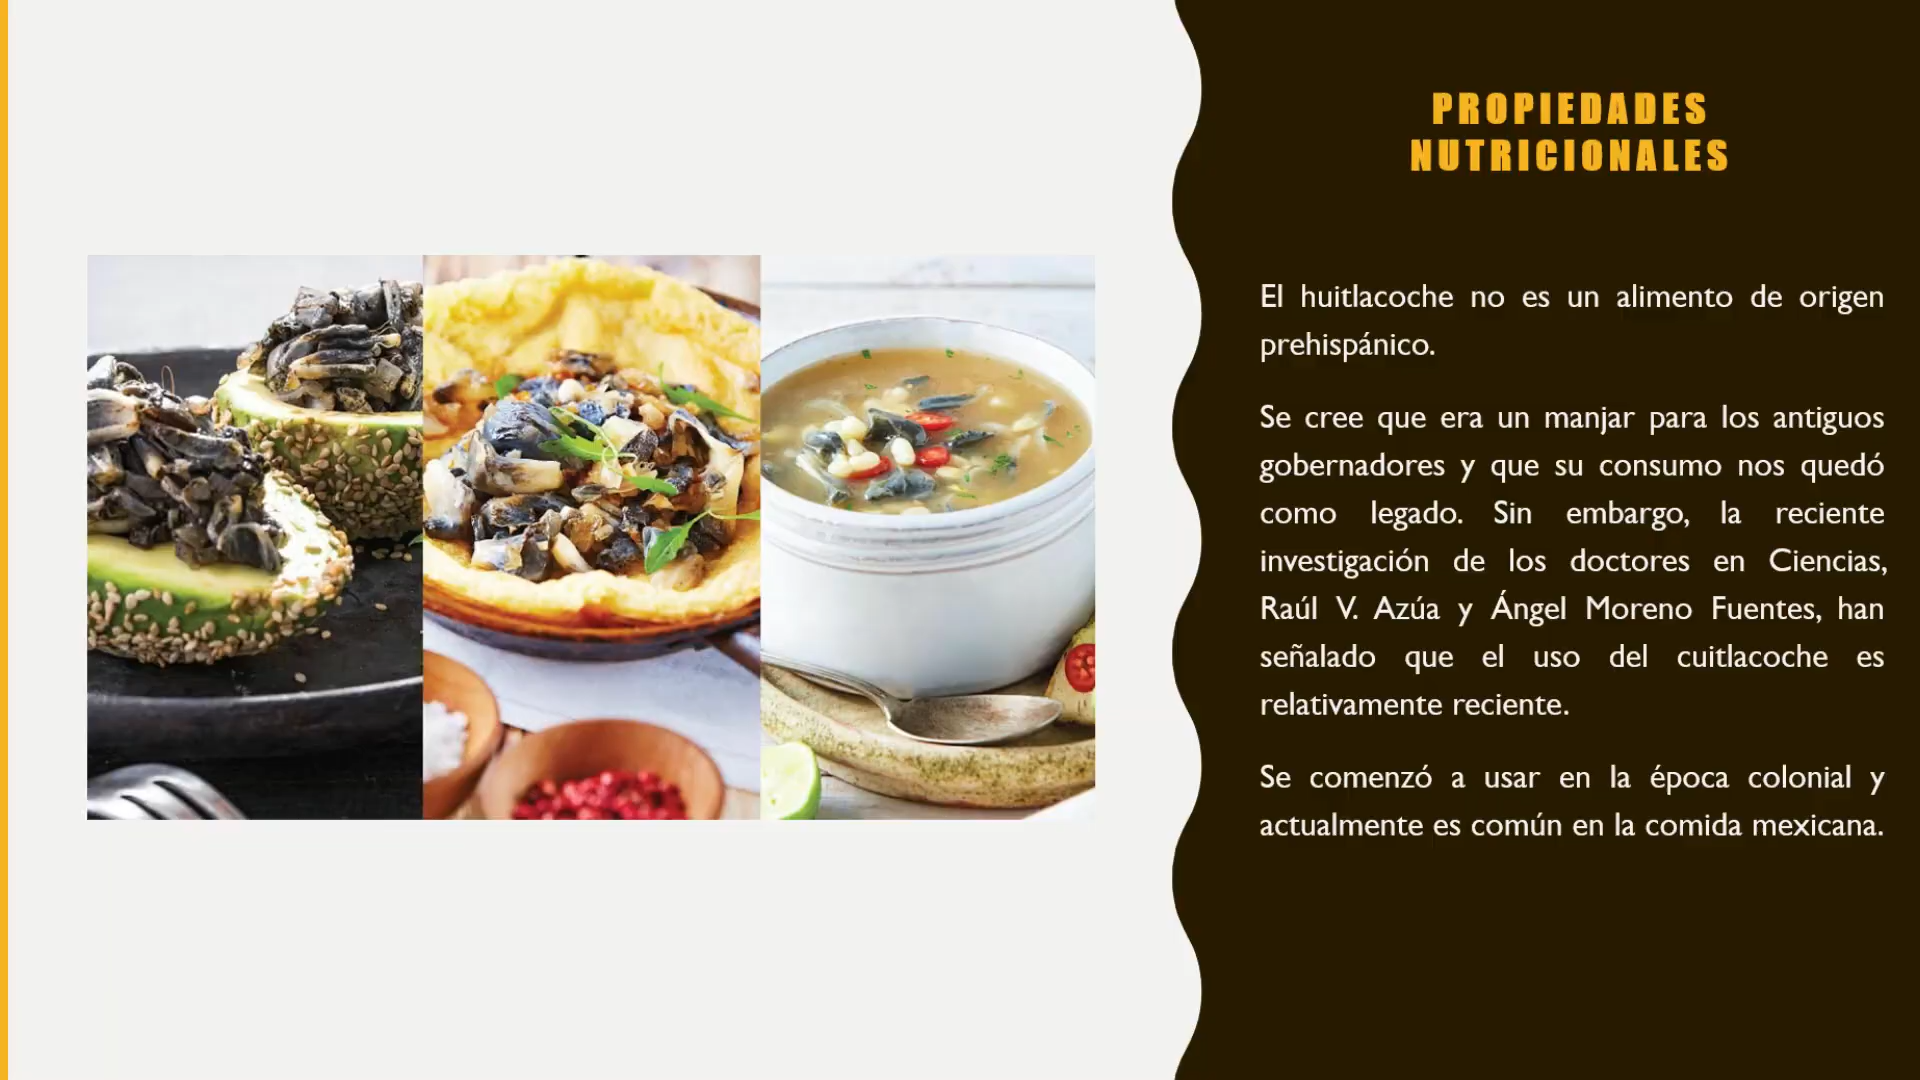 PROPIEDADES
NUTRICIONALES
El huitlacoche no es un alimento de origen
prehispánico.
Se cree que era un manjar para los antiguos
gobernadores y que su consumo nos quedó
como legado. Sin embargo, la reciente
investigación de los doctores en Ciencias,
Raúl V. Azúa y Ángel Moreno Fuentes, han
señalado que el uso del cuitlacoche es
relativamente reciente.
Se comenzó a usar en la época colonial y
actualmente es común en la comida mexicana.